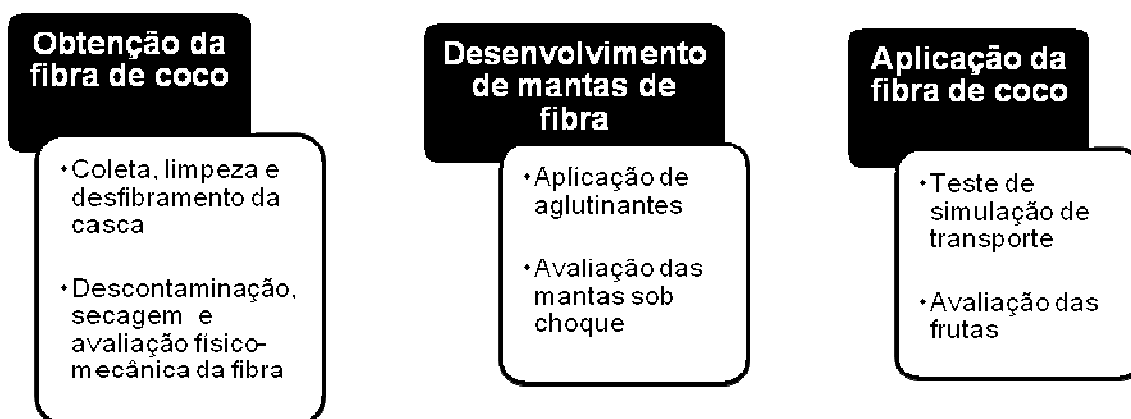 Obtenção da
fibra de coco
•Coleta, limpeza e
desfibramento da
casca
•Descontaminação,
secagem e
avaliação físico-
mecânica da fibra
Desenvolvimento
de mantas de
fibra
•Aplicação de
aglutinantes
•Avaliação das
mantas sob
choque
Aplicação da
fibra de coco
•Teste de
simulação de
transporte
•Avaliação das
frutas